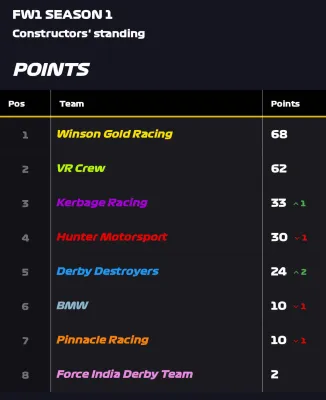 FW1 SEASON 1
Constructors' standing
POINTS
Pos Team Points
1 Winson Gold Racing 68
2 VR Crew 62
3 Kerbage Racing 33 1
4 Hunter Motorsport 30 1
5 Derby Destroyers 24 2
6 BMW 10 1
7 Pinnacle Racing 10 1
8 Force India Derby Team 2